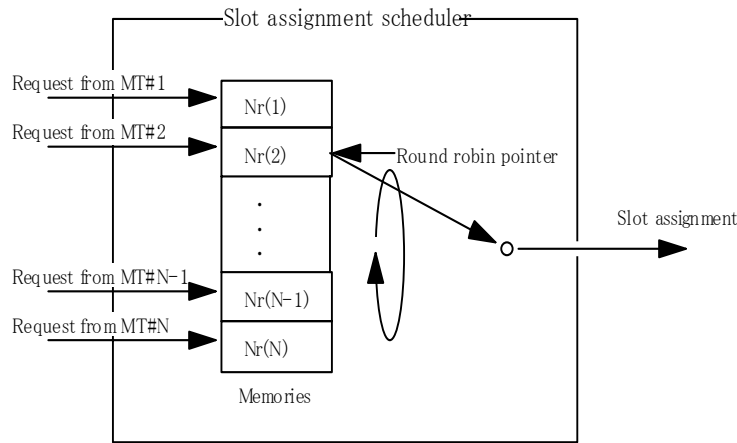 Slot assignment scheduler
Request from MT#1
Nr(1)
Request from MT#2
Nr(2)
Round robin pointer
Slot assignment
Request from MT#N-1
Nr(N-1)
Request from MT#N
Nr(N)
Memories